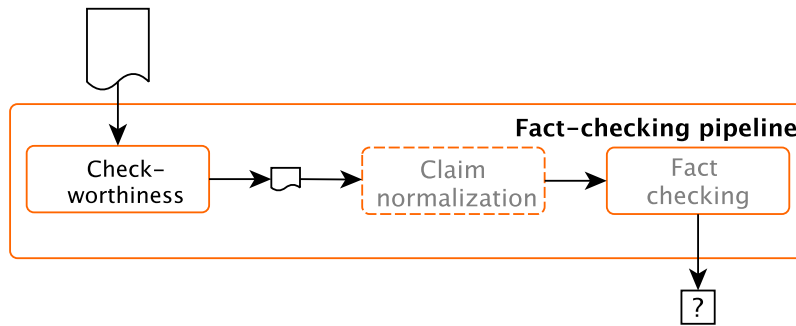 Fact-checking pipeline
Check-
worthiness
Claim
normalization
Fact
checking
?